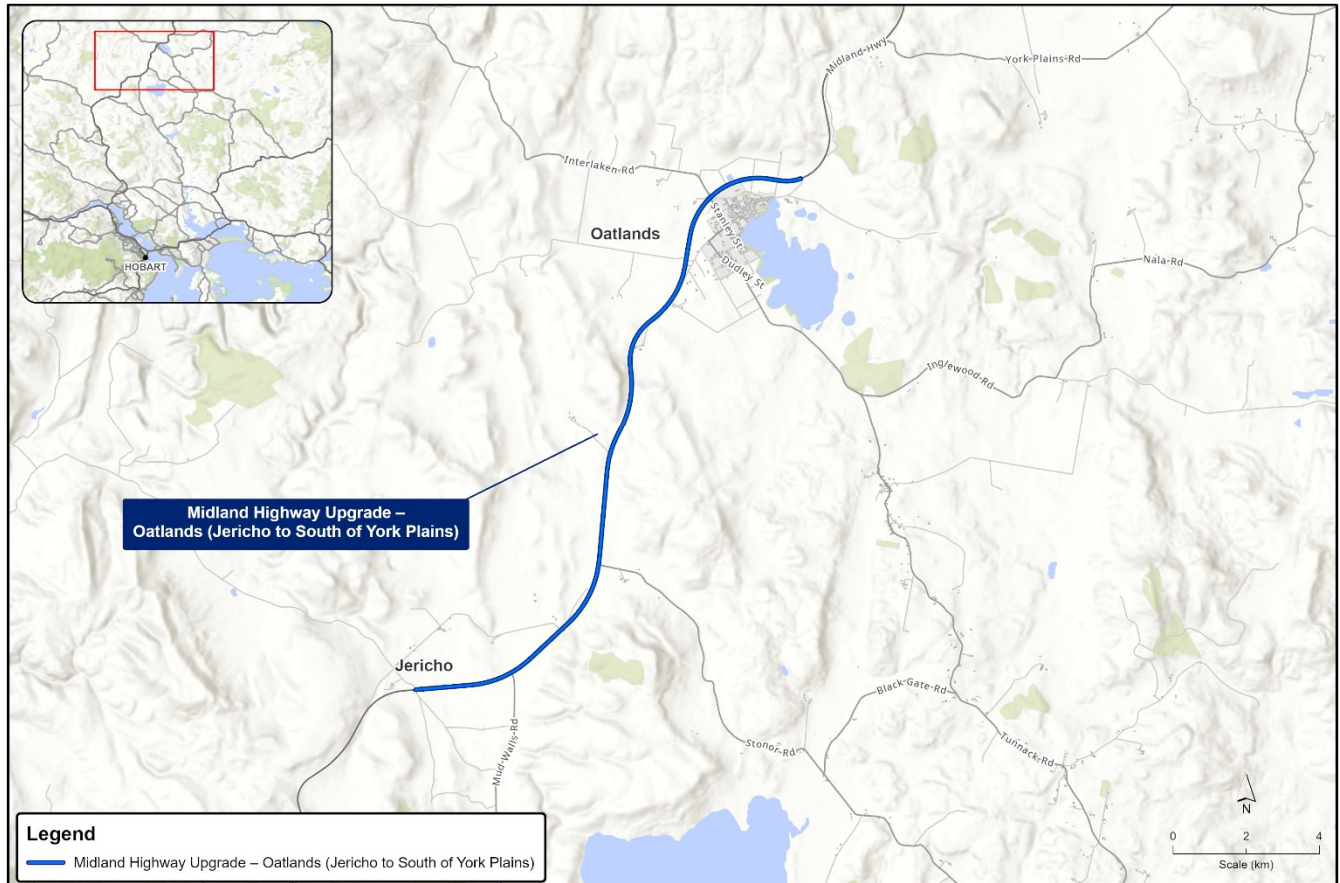 HOBART
Midland-Hwy
York-Plains-Rd
Interlaken-Rd
Oatlands
Stanley-St
Dudley-St
Nala-Rd
Inglewood-Rd
Midland Highway Upgrade –
Oatlands (Jericho to South of York Plains)
Jericho
Mud-Walls-Rd
Black-Gate-Rd
Stonor-Rd
Tunnack-Rd
N
0 2 4
Scale (km)
Legend
Midland Highway Upgrade – Oatlands (Jericho to South of York Plains)